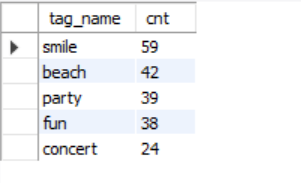 tag_name cnt
smile 59
beach 42
party 39
fun 38
concert 24